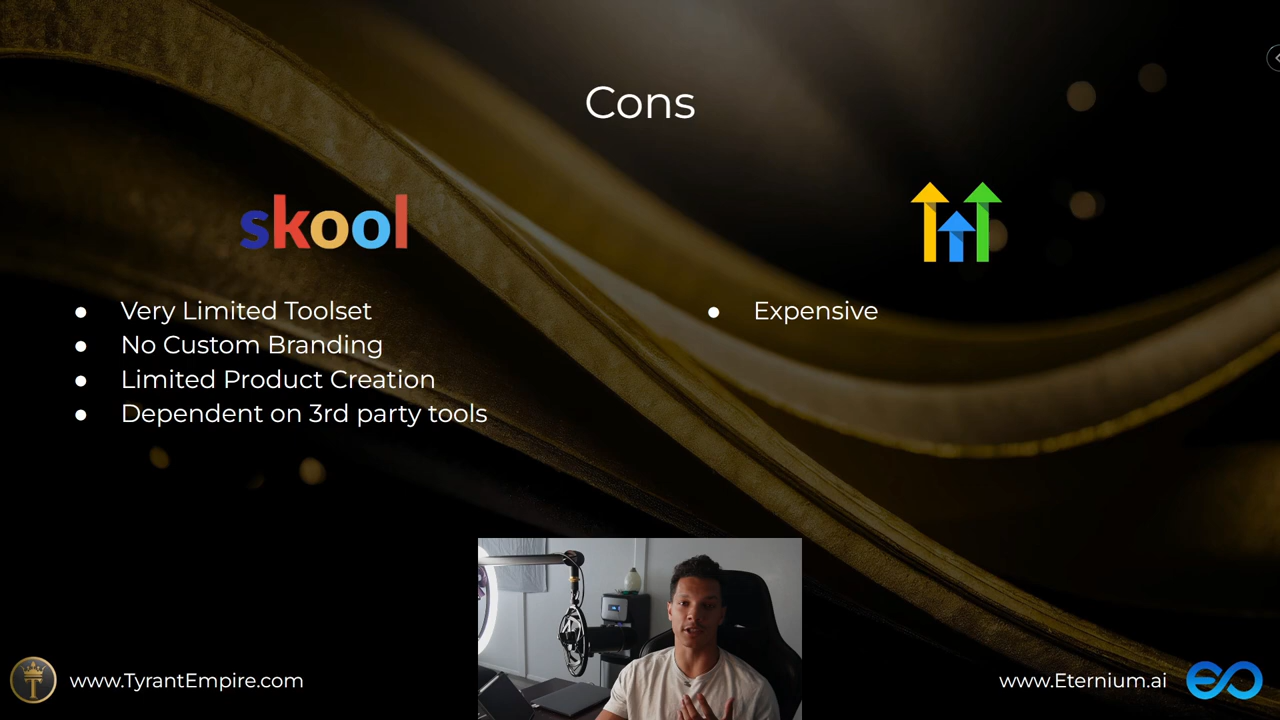 Cons
skool
● Very Limited Toolset
● No Custom Branding
● Limited Product Creation
● Dependent on 3rd party tools
● Expensive
T www.TyrantEmpire.com
www.Eternium.ai